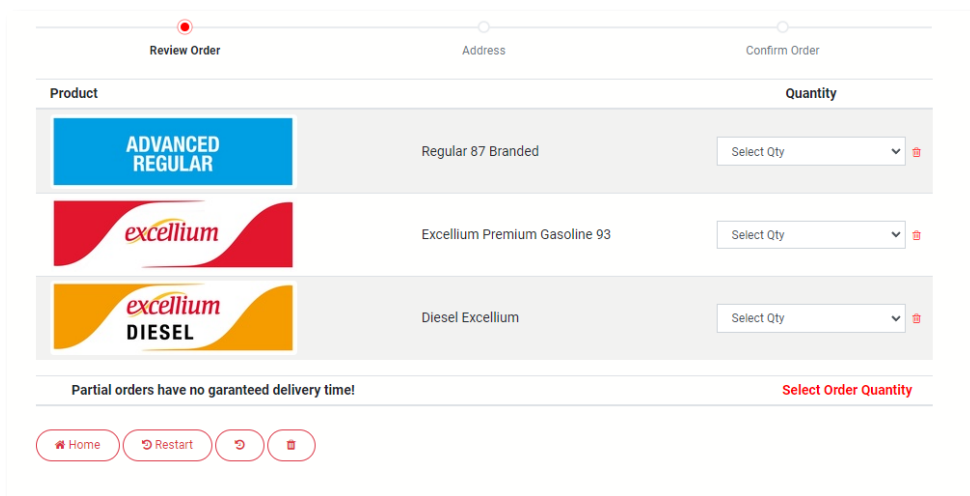 Review Order Address Confirm Order
Product Quantity
ADVANCED
REGULAR
Regular 87 Branded Select Qty
excellium
Excellium Premium Gasoline 93 Select Qty
excellium
DIESEL
Diesel Excellium Select Qty
Partial orders have no garanteed delivery time! Select Order Quantity
Home Restart